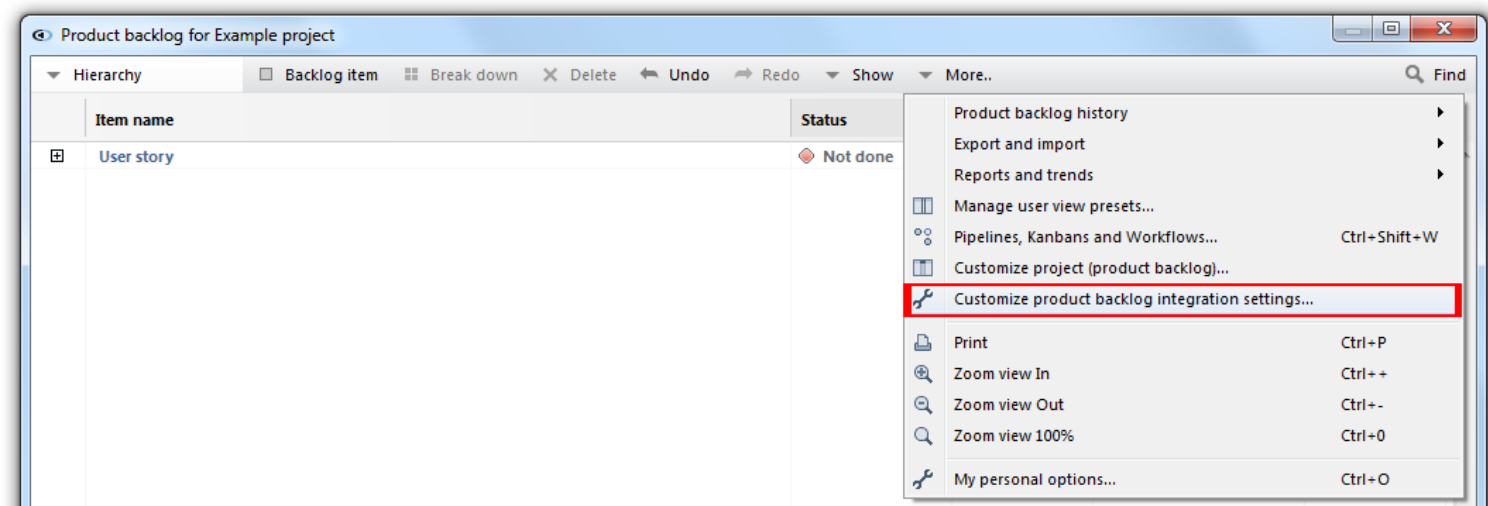 Product backlog for Example project
Hierarchy Backlog item Break down Delete Undo Redo Show More.. Find
Item name Status
User story Not done
Product backlog history
Export and import
Reports and trends
Manage user view presets...
Pipelines, Kanbans and Workflows... Ctrl+Shift+W
Customize project (product backlog)...
Customize product backlog integration settings...
Print Ctrl+P
Zoom view In Ctrl++
Zoom view Out Ctrl+-
Zoom view 100% Ctrl+0
My personal options... Ctrl+O